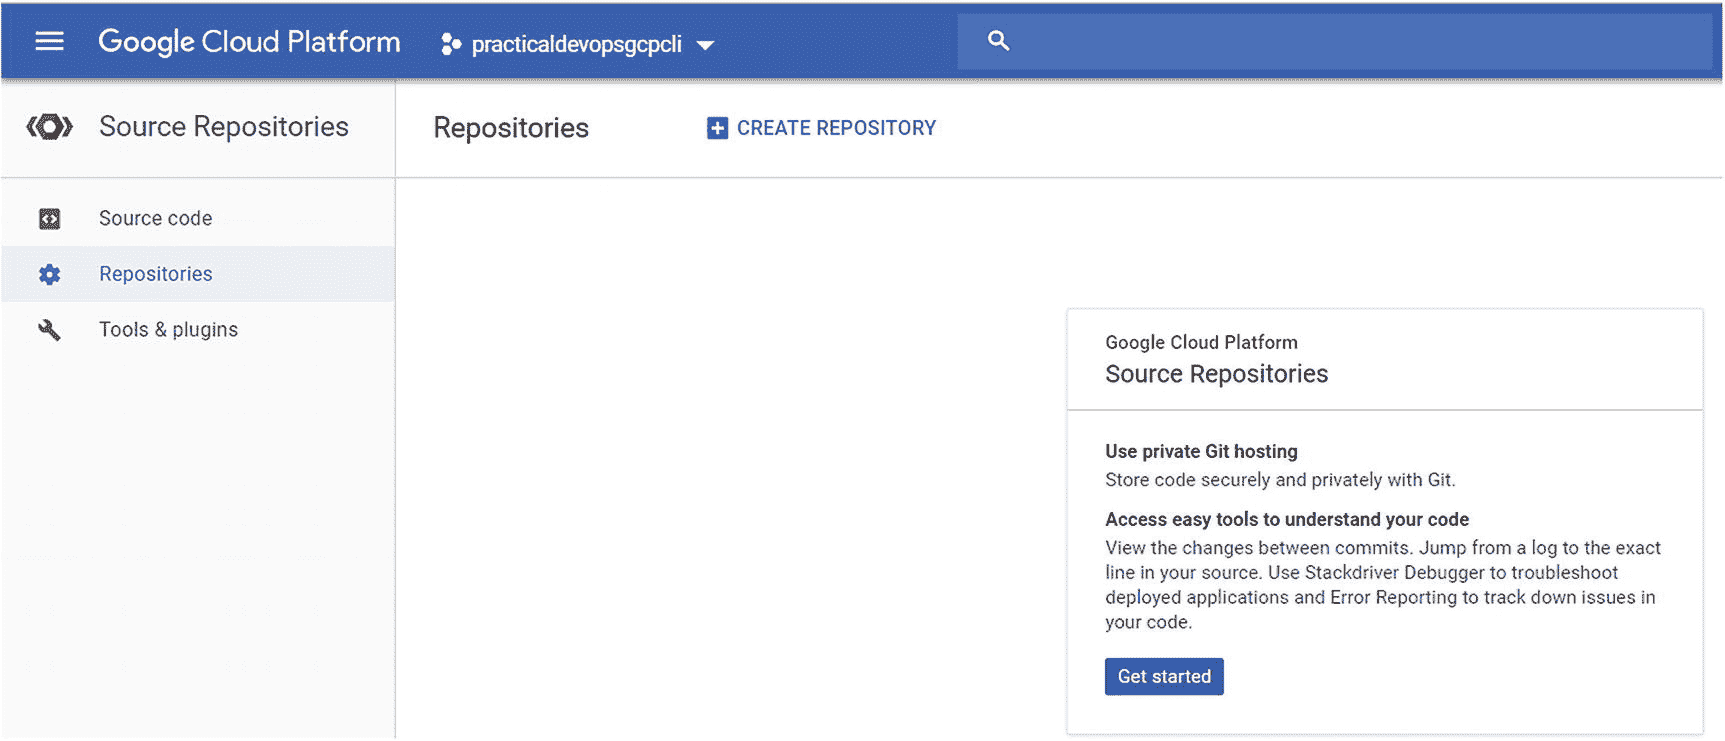 Google Cloud Platform
practicaldevopsgcpcli
Source Repositories
Repositories
CREATE REPOSITORY
Source code
Repositories
Tools & plugins
Google Cloud Platform
Source Repositories
Use private Git hosting
Store code securely and privately with Git.
Access easy tools to understand your code
View the changes between commits. Jump from a log to the exact
line in your source. Use Stackdriver Debugger to troubleshoot
deployed applications and Error Reporting to track down issues in
your code.
Get started